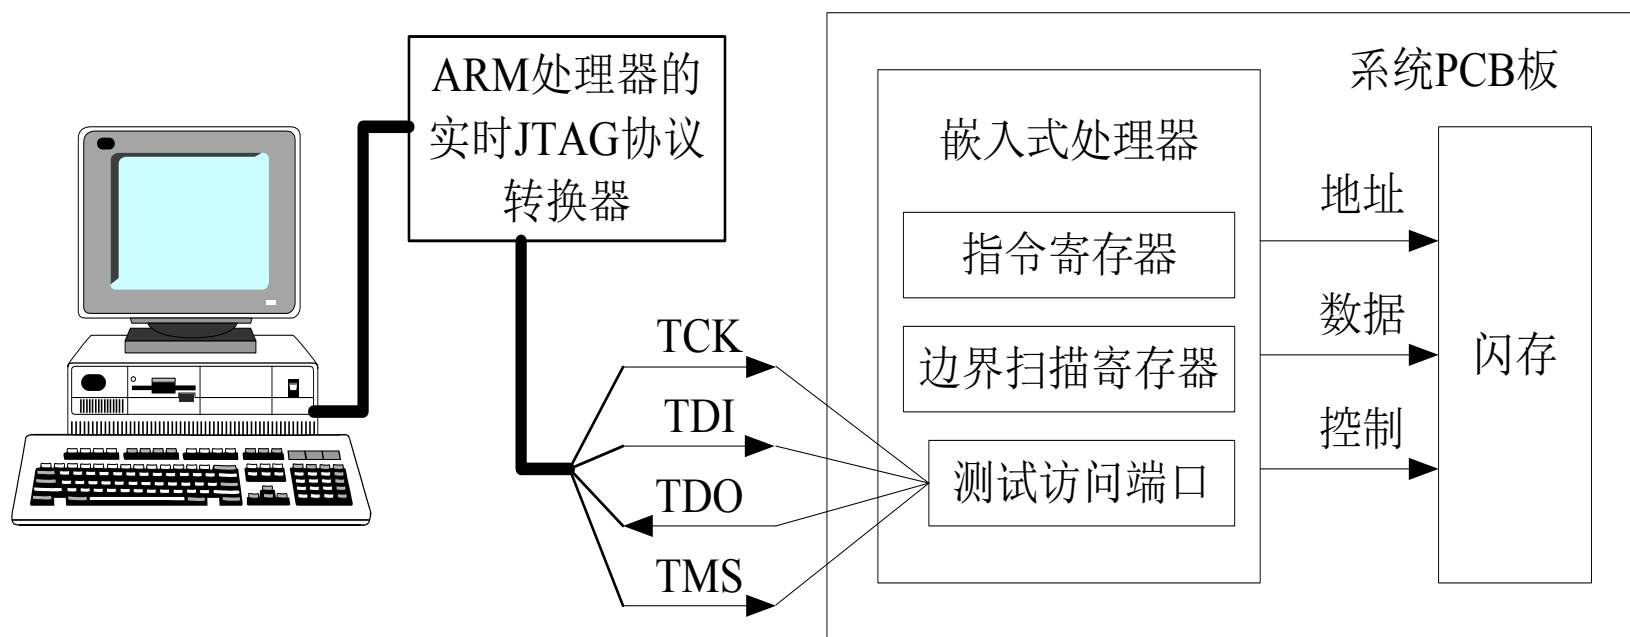 ARM处理器的
实时JTAG协议
转换器
系统PCB板
嵌入式处理器
指令寄存器
边界扫描寄存器
测试访问端口
TCK
TDI
TDO
TMS
地址
数据
控制
闪存